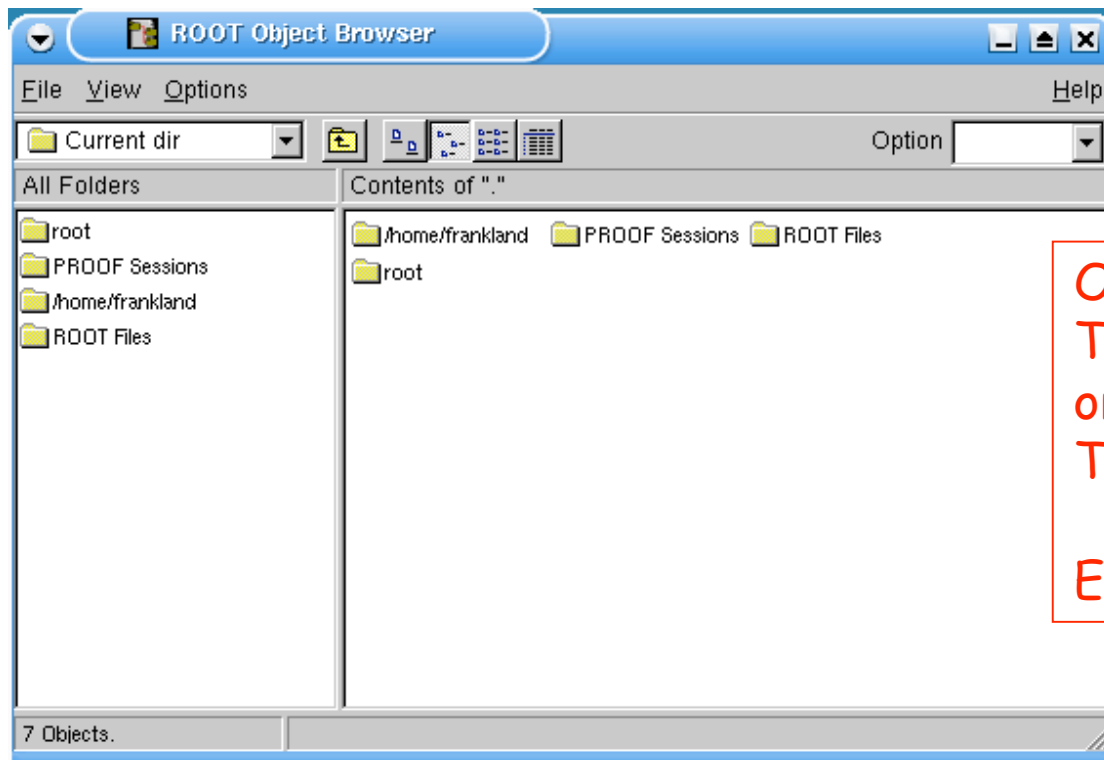 ROOT Object Browser
File View Options Help
Current dir Option
All Folders Contents of "."
root
PROOF Sessions
/home/frankland
ROOT Files
/home/frankland PROOF Sessions ROOT Files
root
7 Objects.